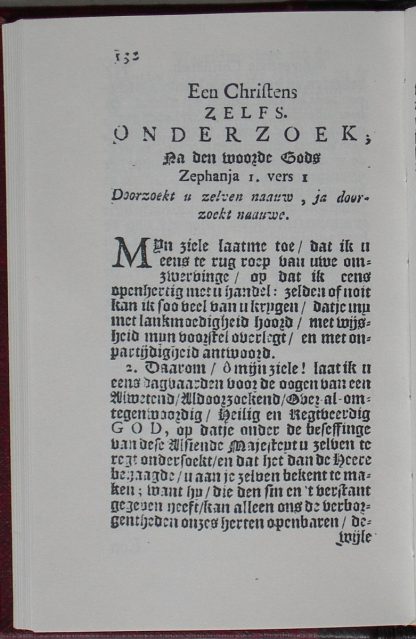 132
Een Chriſtens
ZELFS.
ONDERZOEK;
Na den woorde Gods
Zephanja 1. vers 1
Doorzoekt u zelven naauw, ja door-
zoekt naauwe.
MYn ziele laatme toe/ dat ik u
eens te rug roep van uwe om-
zwervinge/ op dat ik eens
openhertig met u handel: zelden of noit
kan ik soo veel van u krygen/ datje my
met lankmoedigheid hoord/ met wijs-
heid myn voorstel overlegt/ en met on-
partijdigheid antwoord.
2. Daarom/ ô mijn ziele! laat ik u
eens dagvaarden voor de oogen van een
Alwetend/Aldoorzoekend/Over al-om-
tegenwoordig/ Heilig en Regtveerdig
GOD, op datje onder de beseffinge
van dese Alsiende Majesteyt u zelven te
regt ondersoekt/en dat het dan de Heere
behaagde/u aan je zelven bekent te ma-
ken; want hy/ die den sin en 't verstant
gegeven heeft/kan alleen ons de verbor-
gentheden onzes herten openbaren/ de-
wijle